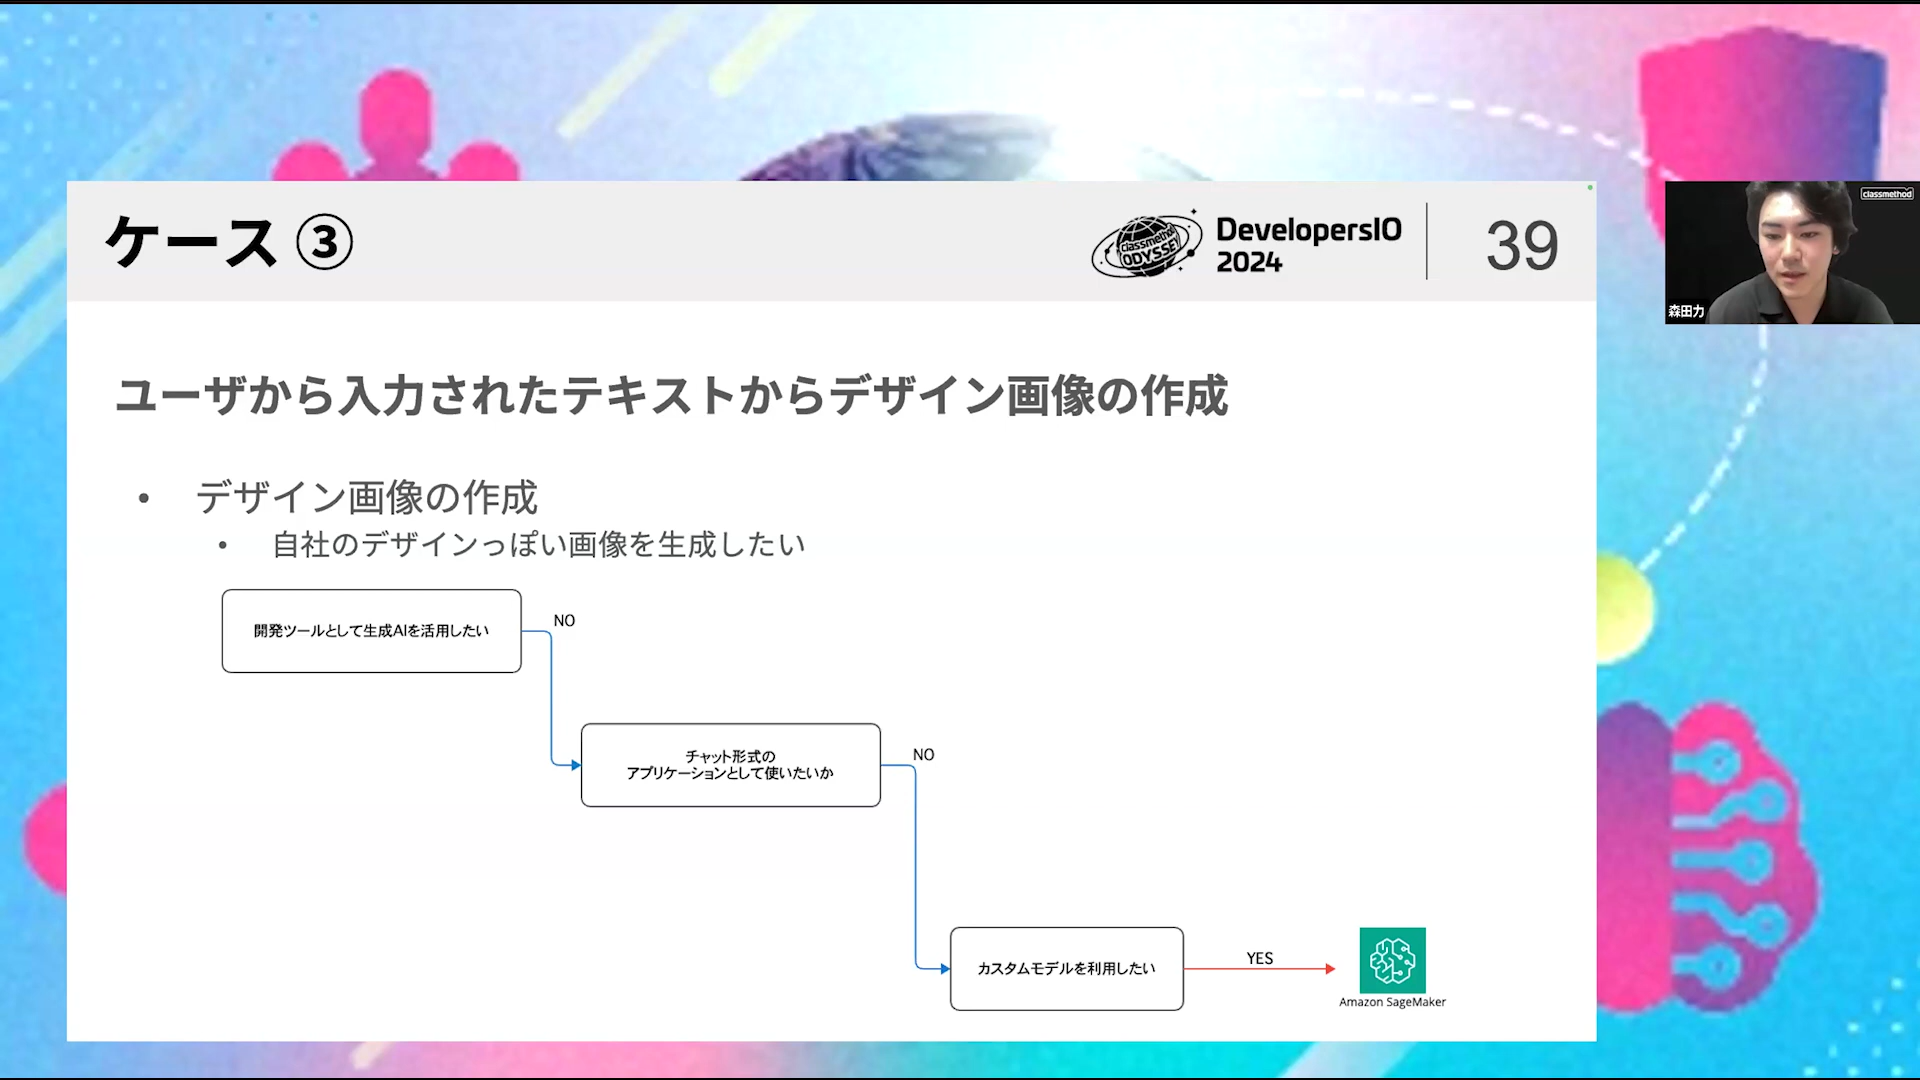 ケース ③
classmethod
ODYSSEY
DevelopersIO
2024
39
classmethod
森田力
ユーザから入力されたテキストからデザイン画像の作成
• デザイン画像の作成
• 自社のデザインっぽい画像を生成したい
開発ツールとして生成AIを活用したい
NO
チャット形式の
アプリケーションとして使いたいか
NO
カスタムモデルを利用したい
YES
Amazon SageMaker